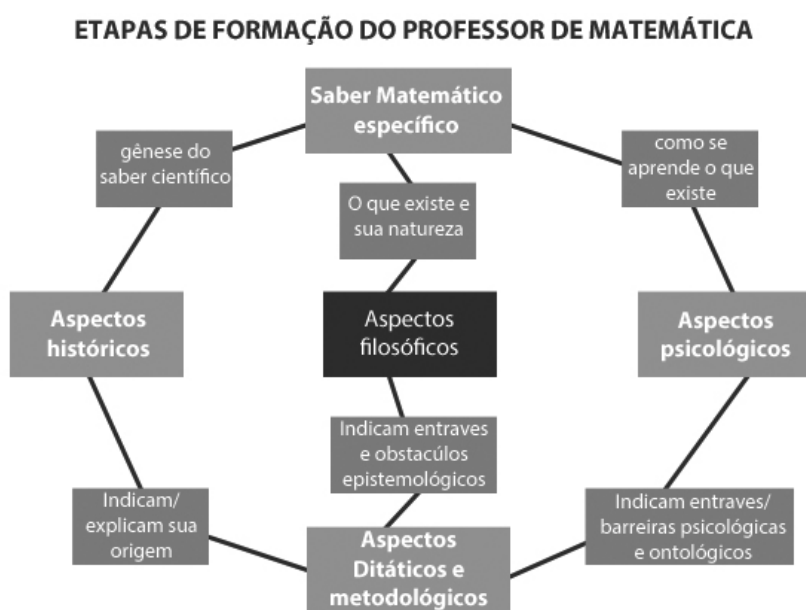 ETAPAS DE FORMAÇÃO DO PROFESSOR DE MATEMÁTICA
Saber Matemático
específico
gênese do
saber científico
como se
aprende o que
existe
O que existe e
sua natureza
Aspectos
históricos
Aspectos
filosóficos
Aspectos
psicológicos
Indicam entraves
e obstacúlos
epistemológicos
Indicam/
explicam sua
origem
Indicam entraves/
barreiras psicológicas
e ontológicos
Aspectos
Ditáticos e
metodológicos